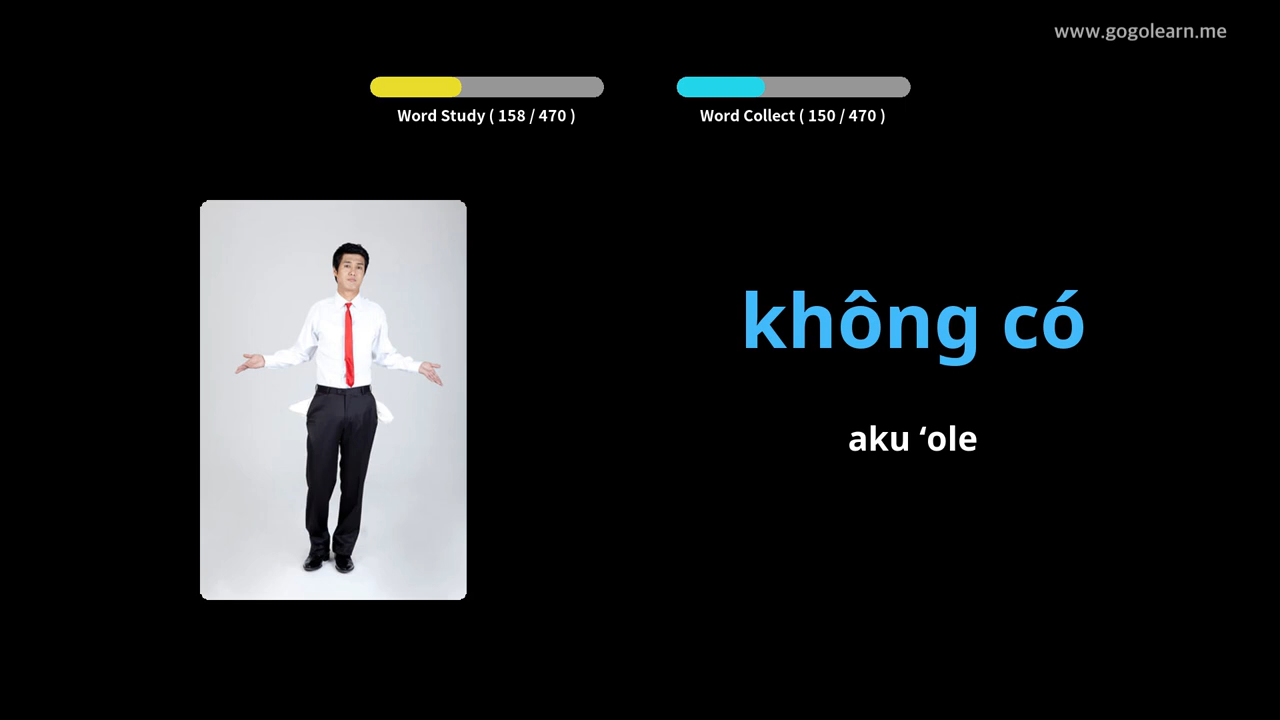 www.gogolearn.me
Word Study ( 158 / 470 )
Word Collect ( 150 / 470 )
không có
aku ‘ole